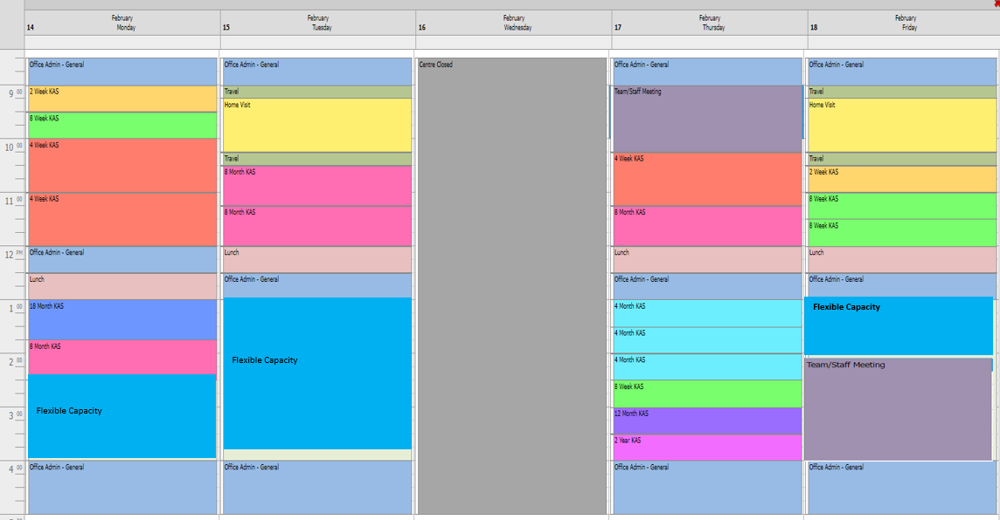 February
14 Monday
February
15 Tuesday
February
16 Wednesday
February
17 Thursday
February
18 Friday
9 00
10 00
11 00
12 PM
1 00
2 00
3 00
4 00
Office Admin - General
2 Week KAS
8 Week KAS
4 Week KAS
4 Week KAS
Office Admin - General
Lunch
18 Month KAS
8 Month KAS
Flexible Capacity
Office Admin - General
Office Admin - General
Travel
Home Visit
Travel
8 Month KAS
8 Month KAS
Lunch
Office Admin - General
Flexible Capacity
Centre Closed
Office Admin - General
Team/Staff Meeting
4 Week KAS
8 Month KAS
Lunch
Office Admin - General
4 Month KAS
4 Month KAS
4 Month KAS
8 Week KAS
12 Month KAS
2 Year KAS
Office Admin - General
Office Admin - General
Travel
Home Visit
Travel
2 Week KAS
8 Week KAS
8 Week KAS
Lunch
Office Admin - General
Flexible Capacity
Team/Staff Meeting
Office Admin - General